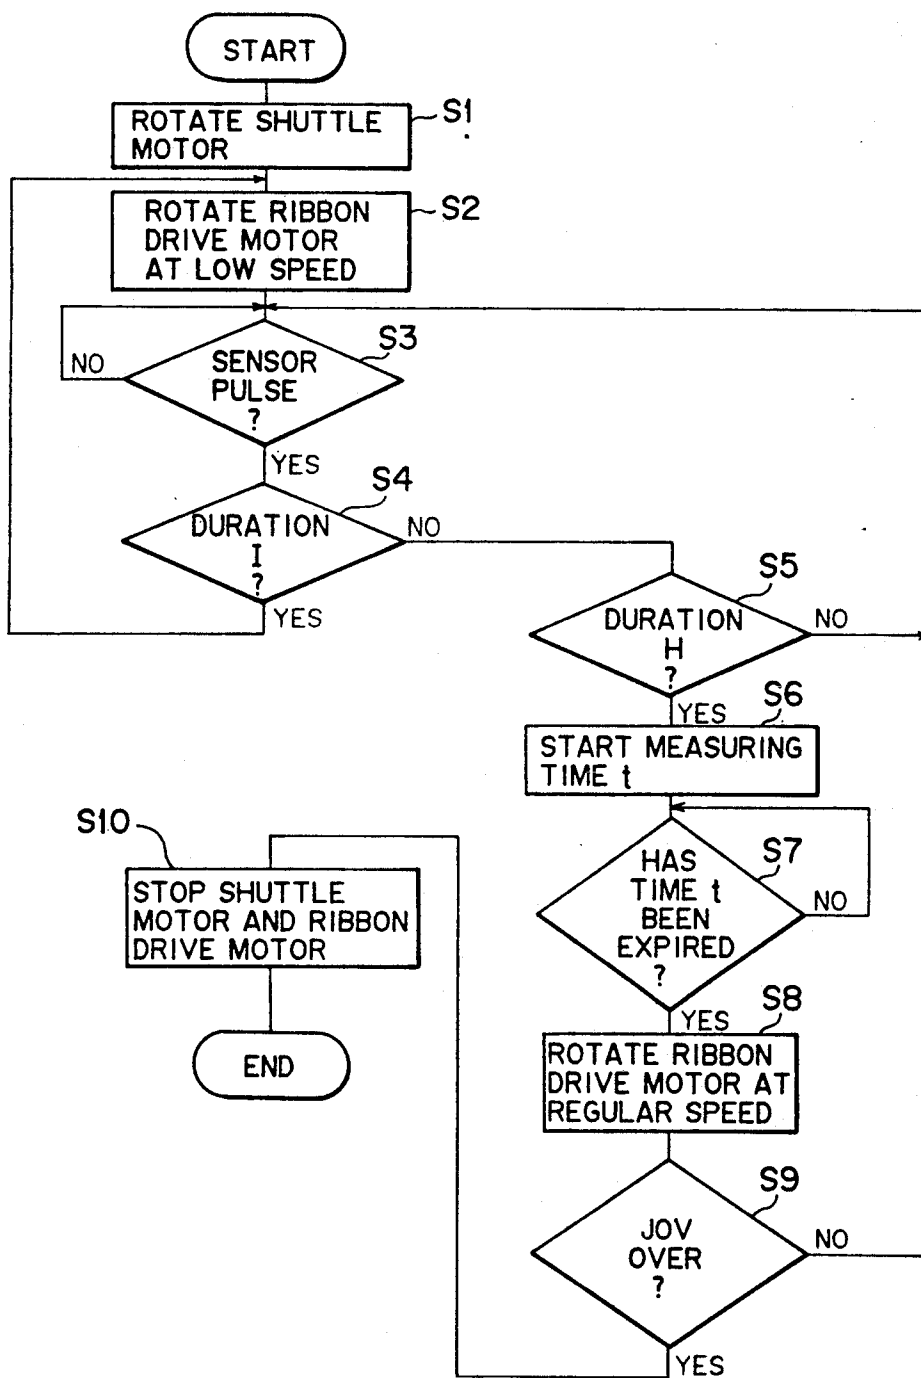 START
S1
ROTATE SHUTTLE
MOTOR
S2
ROTATE RIBBON
DRIVE MOTOR
AT LOW SPEED
S3
SENSOR
PULSE
?
NO
YES
S4
DURATION
I
?
NO
YES
S5
DURATION
H
?
NO
YES
S6
START MEASURING
TIME t
S7
HAS
TIME t
BEEN
EXPIRED
?
NO
YES
S8
ROTATE RIBBON
DRIVE MOTOR AT
REGULAR SPEED
S9
JOV
OVER
?
NO
YES
S10
STOP SHUTTLE
MOTOR AND RIBBON
DRIVE MOTOR
END